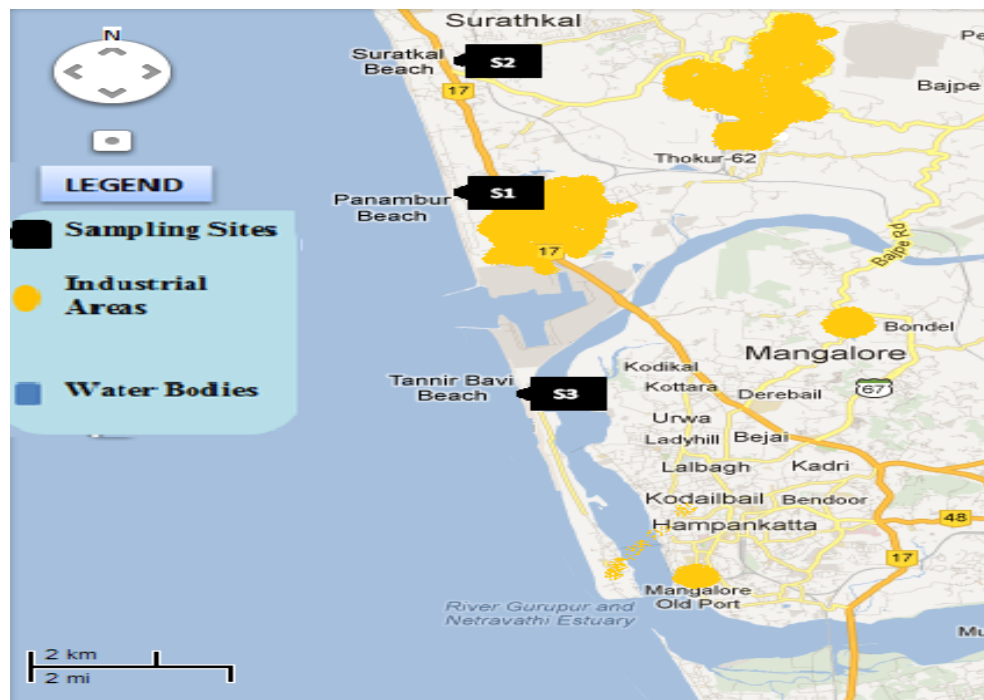 N
Surathkal
Suratkal
Beach
S2
17
Pe
Bajpe
Thokur-62
LEGEND
Sampling Sites
Industrial
Areas
Water Bodies
Panambur
Beach
S1
17
Bajpe Rd
Bondel
Mangalore
67
Tannir Bavi
Beach
S3
Kodikal
Kottara
Derebail
Urwa
Ladyhill
Bejai
Lalbagh
Kadri
Kodailbail
Bendoor
Hampankatta
48
17
Mangalore
Old Port
River Gurupur and
Netravathi Estuary
Mu
2 km
2 mi